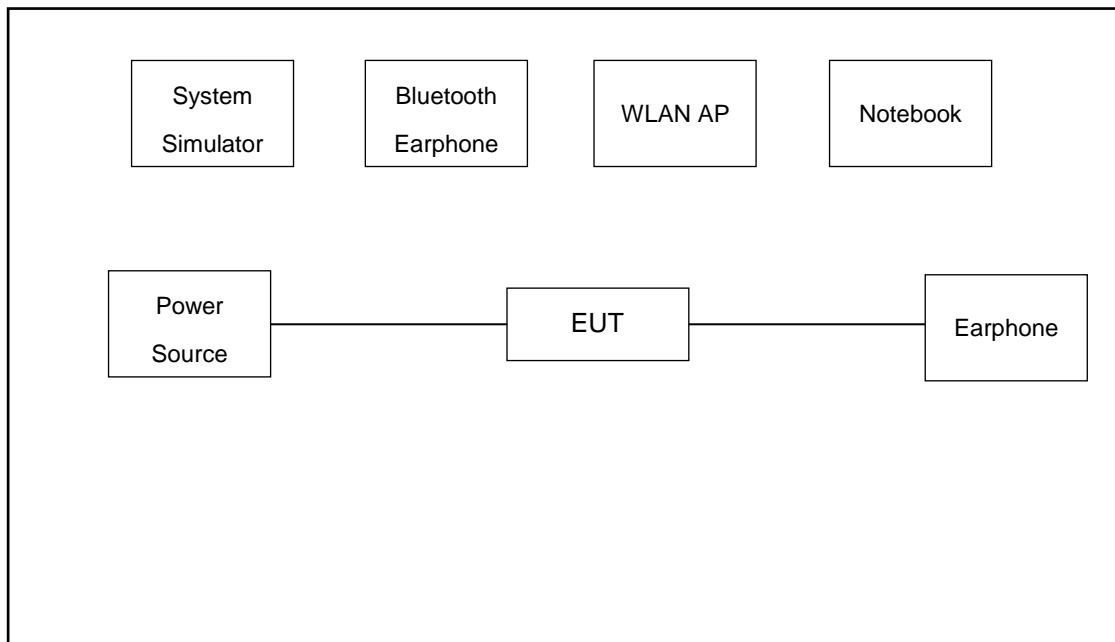 System
Simulator
Bluetooth
Earphone
WLAN AP
Notebook
Power
Source
EUT
Earphone